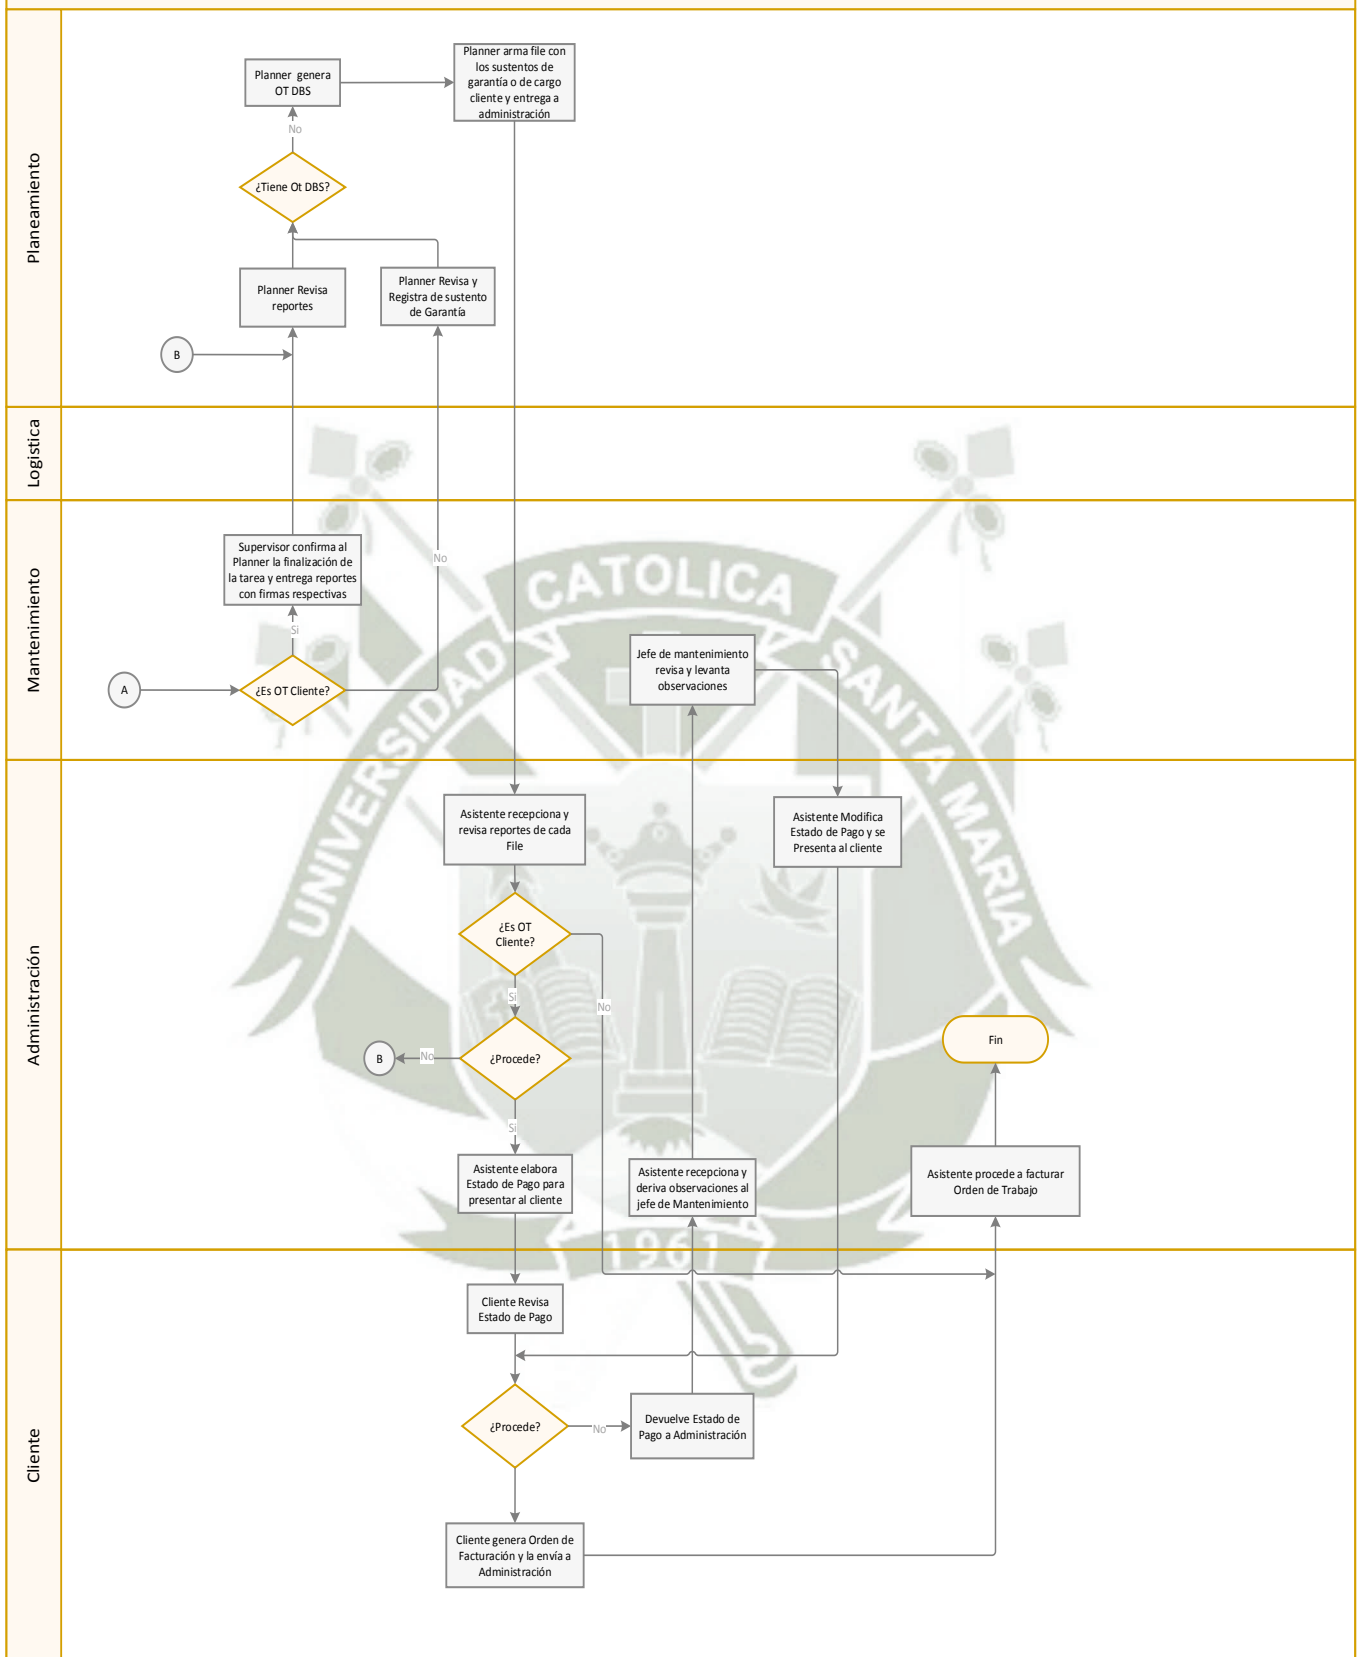 Planeamiento
Planner genera
OT DBS
Planner arma file con
los sustentos de
garantía o de cargo
cliente y entrega a
administración
No
¿Tiene Ot DBS?
Planner Revisa
reportes
Planner Revisa y
Registra de sustento
de Garantía
B
Logistica
Mantenimiento
Supervisor confirma al
Planner la finalización de
la tarea y entrega reportes
con firmas respectivas
No
Si
A
¿Es OT Cliente?
Jefe de mantenimiento
revisa y levanta
observaciones
UNIVERSIDAD
CATOLICA
SANTA MARIA
1961
Administración
Asistente recepciona y
revisa reportes de cada
File
Asistente Modifica
Estado de Pago y se
Presenta al cliente
¿Es OT
Cliente?
Si
No
B
No
¿Procede?
Fin
Si
Asistente elabora
Estado de Pago para
presentar al cliente
Asistente recepciona y
deriva observaciones al
jefe de Mantenimiento
Asistente procede a facturar
Orden de Trabajo
Cliente
Cliente Revisa
Estado de Pago
¿Procede?
No
Devuelve Estado de
Pago a Administración
Cliente genera Orden de
Facturación y la envía a
Administración